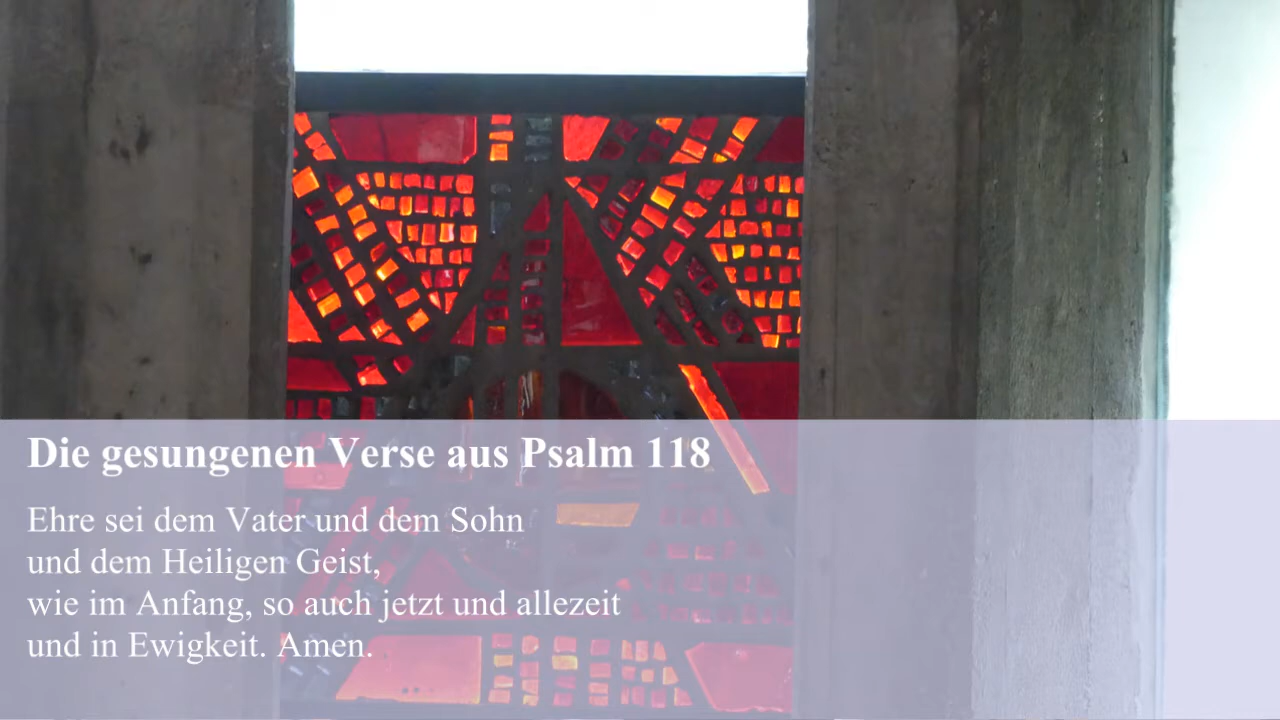 Die gesungenen Verse aus Psalm 118
Ehre sei dem Vater und dem Sohn
und dem Heiligen Geist,
wie im Anfang, so auch jetzt und allezeit
und in Ewigkeit. Amen.